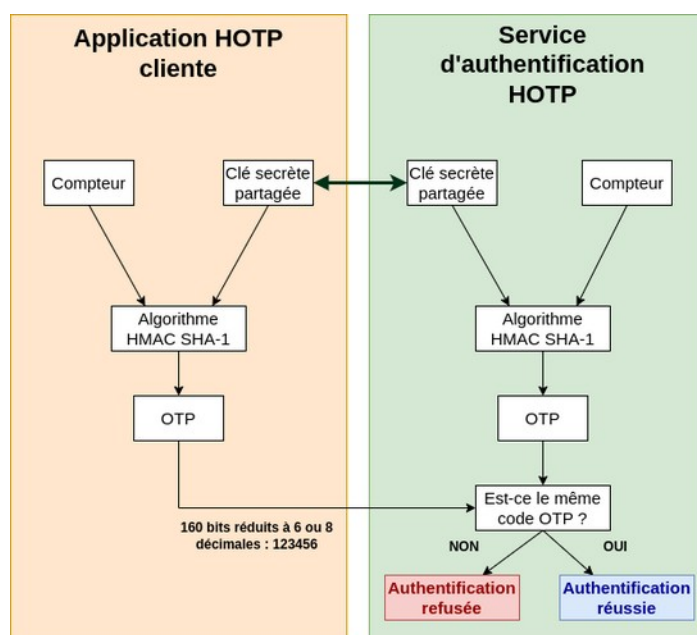 Application HOTP
cliente
Service
d'authentification
HOTP
Compteur
Clé secrète
partagée
Clé secrète
partagée
Compteur
Algorithme
HMAC SHA-1
Algorithme
HMAC SHA-1
OTP
OTP
Est-ce le même
code OTP ?
160 bits réduits à 6 ou 8
décimales : 123456
NON
OUI
Authentification
refusée
Authentification
réussie